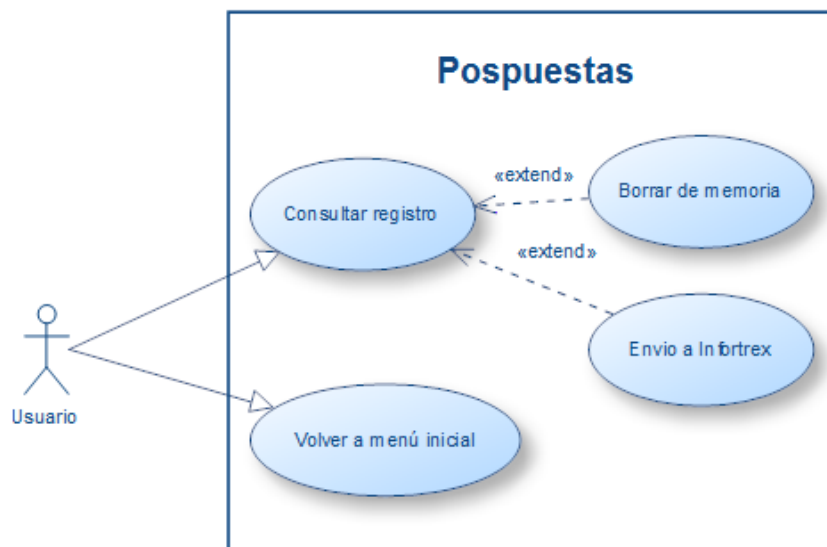 Pospuestas
Consultar registro
«extend»
Borrar de memoria
«extend»
Envio a Infortrex
Usuario
Volver a menú inicial